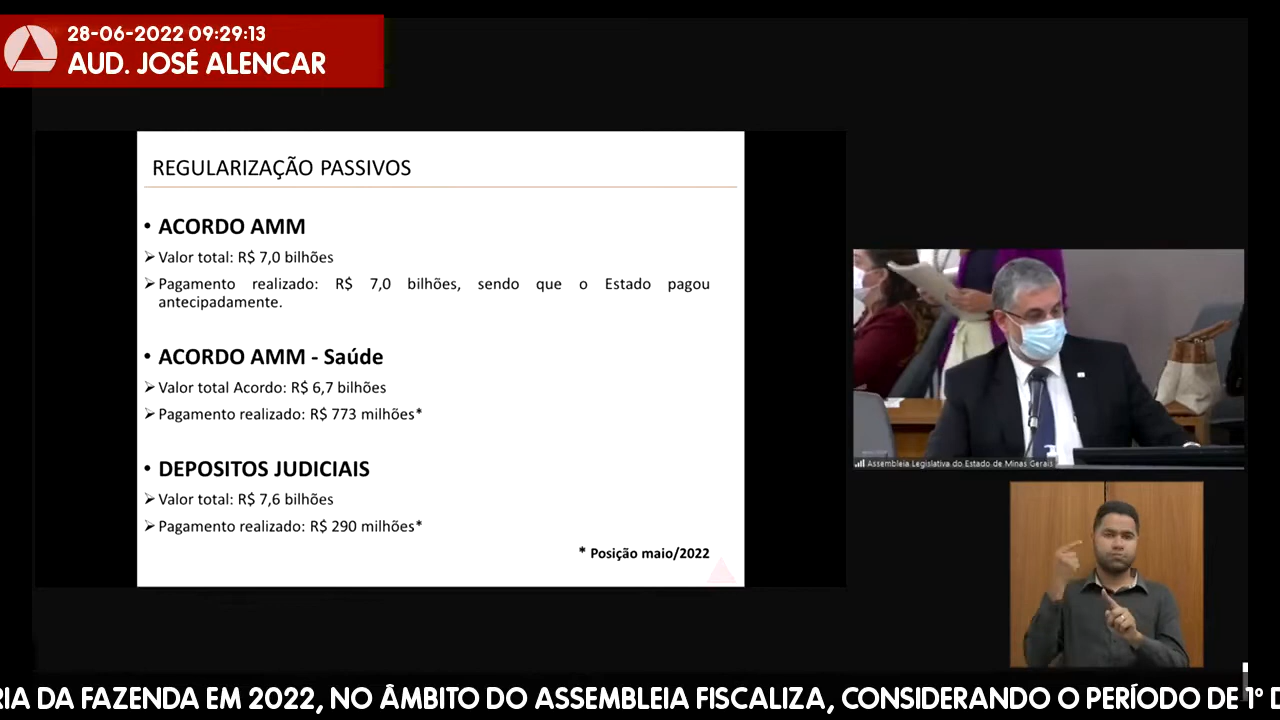 28-06-2022 09:29:13
AUD. JOSÉ ALENCAR
REGULARIZAÇÃO PASSIVOS
• ACORDO AMM
➢ Valor total: R$ 7,0 bilhões
➢ Pagamento realizado: R$ 7,0 bilhões, sendo que o Estado pagou
antecipadamente.
• ACORDO AMM - Saúde
➢ Valor total Acordo: R$ 6,7 bilhões
➢ Pagamento realizado: R$ 773 milhões*
• DEPOSITOS JUDICIAIS
➢ Valor total: R$ 7,6 bilhões
➢ Pagamento realizado: R$ 290 milhões*
* Posição maio/2022
Assembleia Legislativa do Estado de Minas Gerais
RIA DA FAZENDA EM 2022, NO ÂMBITO DO ASSEMBLEIA FISCALIZA, CONSIDERANDO O PERÍODO DE 1º D